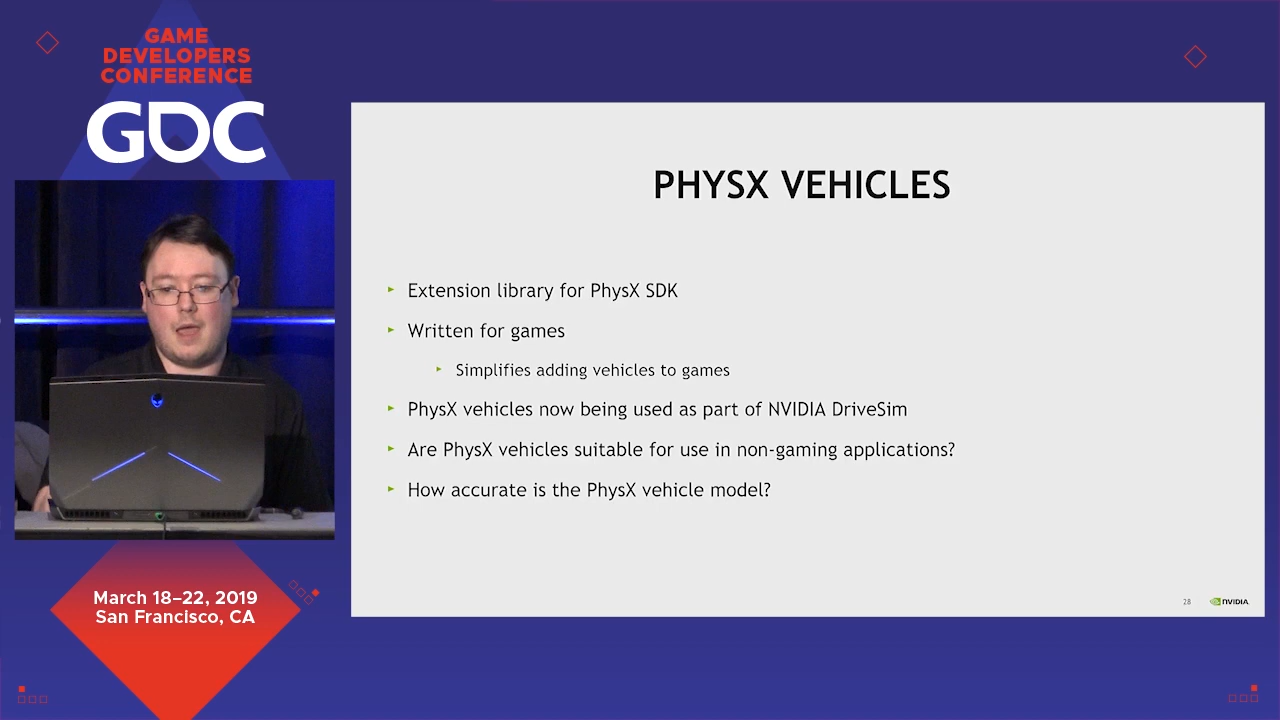 GAME
DEVELOPERS
CONFERENCE
GDC
March 18–22, 2019
San Francisco, CA
PHYSX VEHICLES
Extension library for PhysX SDK
Written for games
Simplifies adding vehicles to games
PhysX vehicles now being used as part of NVIDIA DriveSim
Are PhysX vehicles suitable for use in non-gaming applications?
How accurate is the PhysX vehicle model?
28
NVIDIA